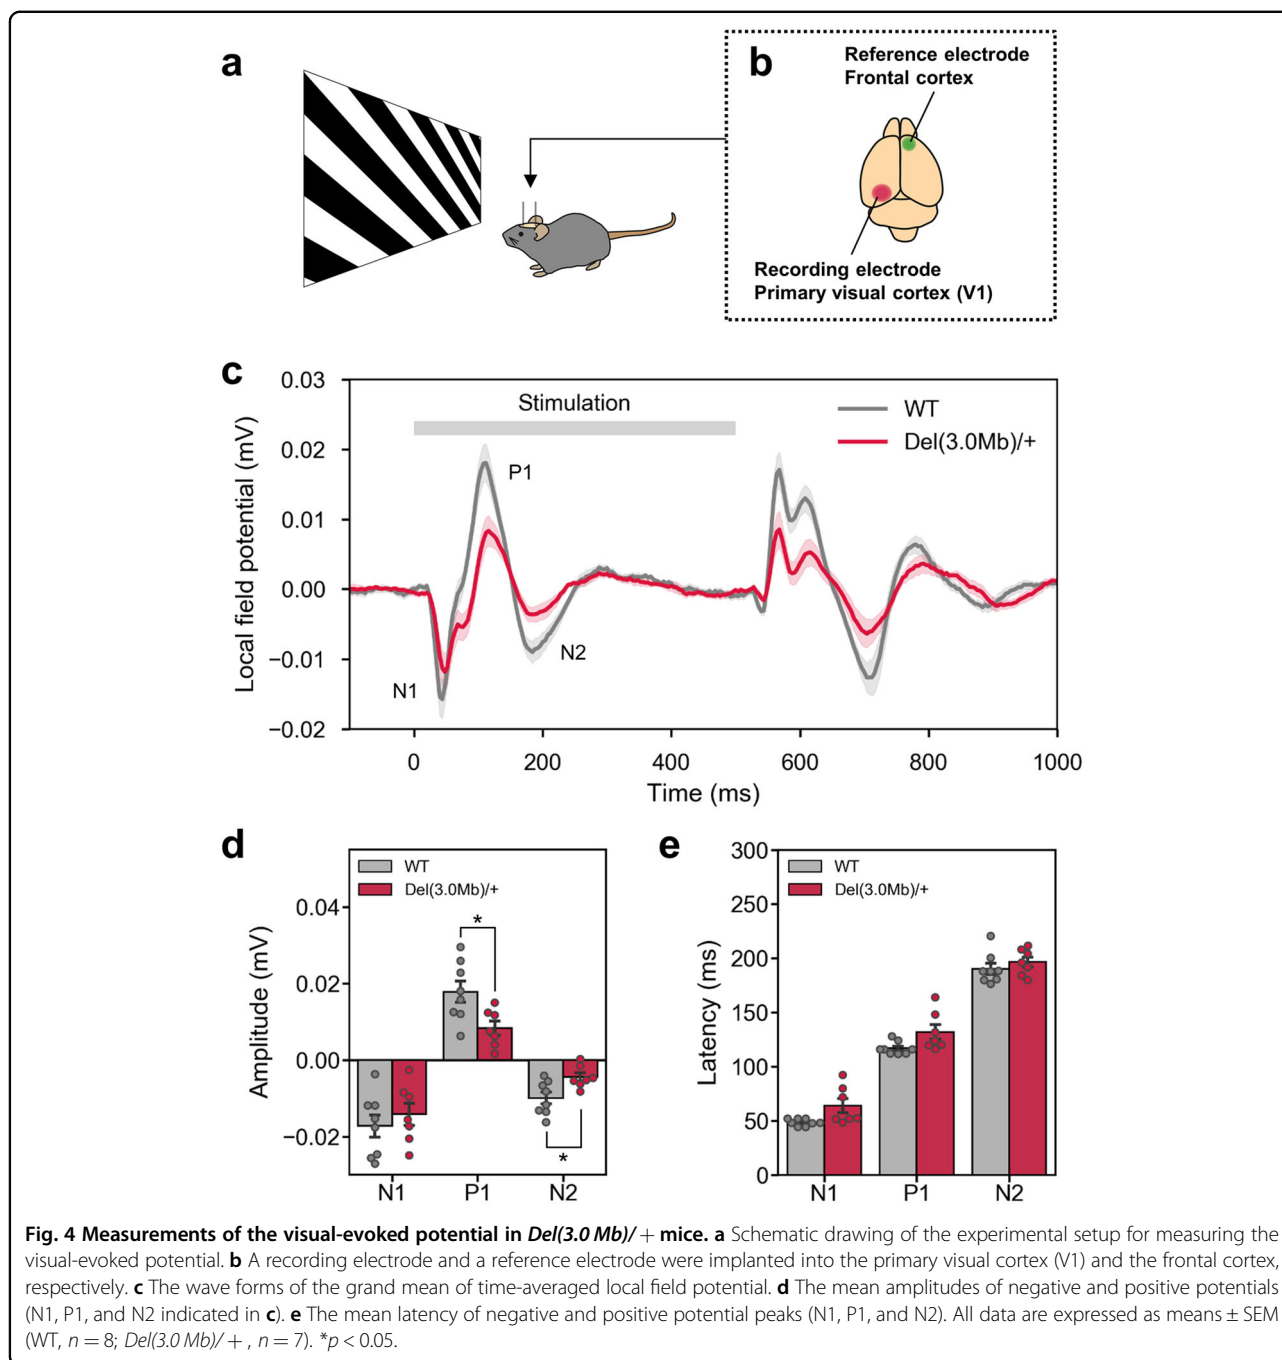 a
b
Reference electrode
Frontal cortex
Recording electrode
Primary visual cortex (V1)
c
0.03
0.02
0.01
0.00
−0.01
−0.02
Local field potential (mV)
Stimulation
WT
Del(3.0Mb)/+
P1
N1
N2
0
200
400
600
800
1000
Time (ms)
d
WT
Del(3.0Mb)/+
0.04
0.02
0.00
−0.02
Amplitude (mV)
*
*
N1
P1
N2
e
300
250
200
150
100
50
0
Latency (ms)
WT
Del(3.0Mb)/+
N1
P1
N2
Fig. 4 Measurements of the visual-evoked potential in Del(3.0 Mb)/ + mice. a Schematic drawing of the experimental setup for measuring the
visual-evoked potential. b A recording electrode and a reference electrode were implanted into the primary visual cortex (V1) and the frontal cortex,
respectively. c The wave forms of the grand mean of time-averaged local field potential. d The mean amplitudes of negative and positive potentials
(N1, P1, and N2 indicated in c). e The mean latency of negative and positive potential peaks (N1, P1, and N2). All data are expressed as means ± SEM
(WT, n = 8; Del(3.0 Mb)/ + , n = 7). *p < 0.05.